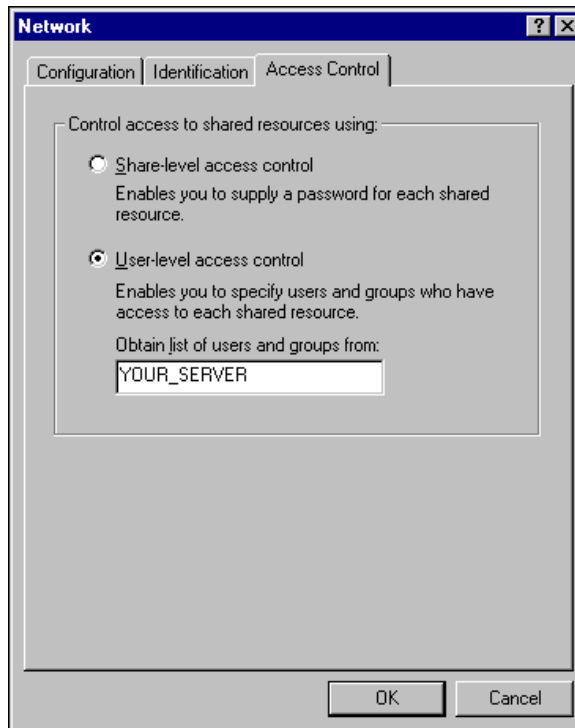 Network
Configuration Identification Access Control
Control access to shared resources using:
Share-level access control
Enables you to supply a password for each shared
resource.
User-level access control
Enables you to specify users and groups who have
access to each shared resource.
Obtain list of users and groups from:
YOUR_SERVER
OK Cancel